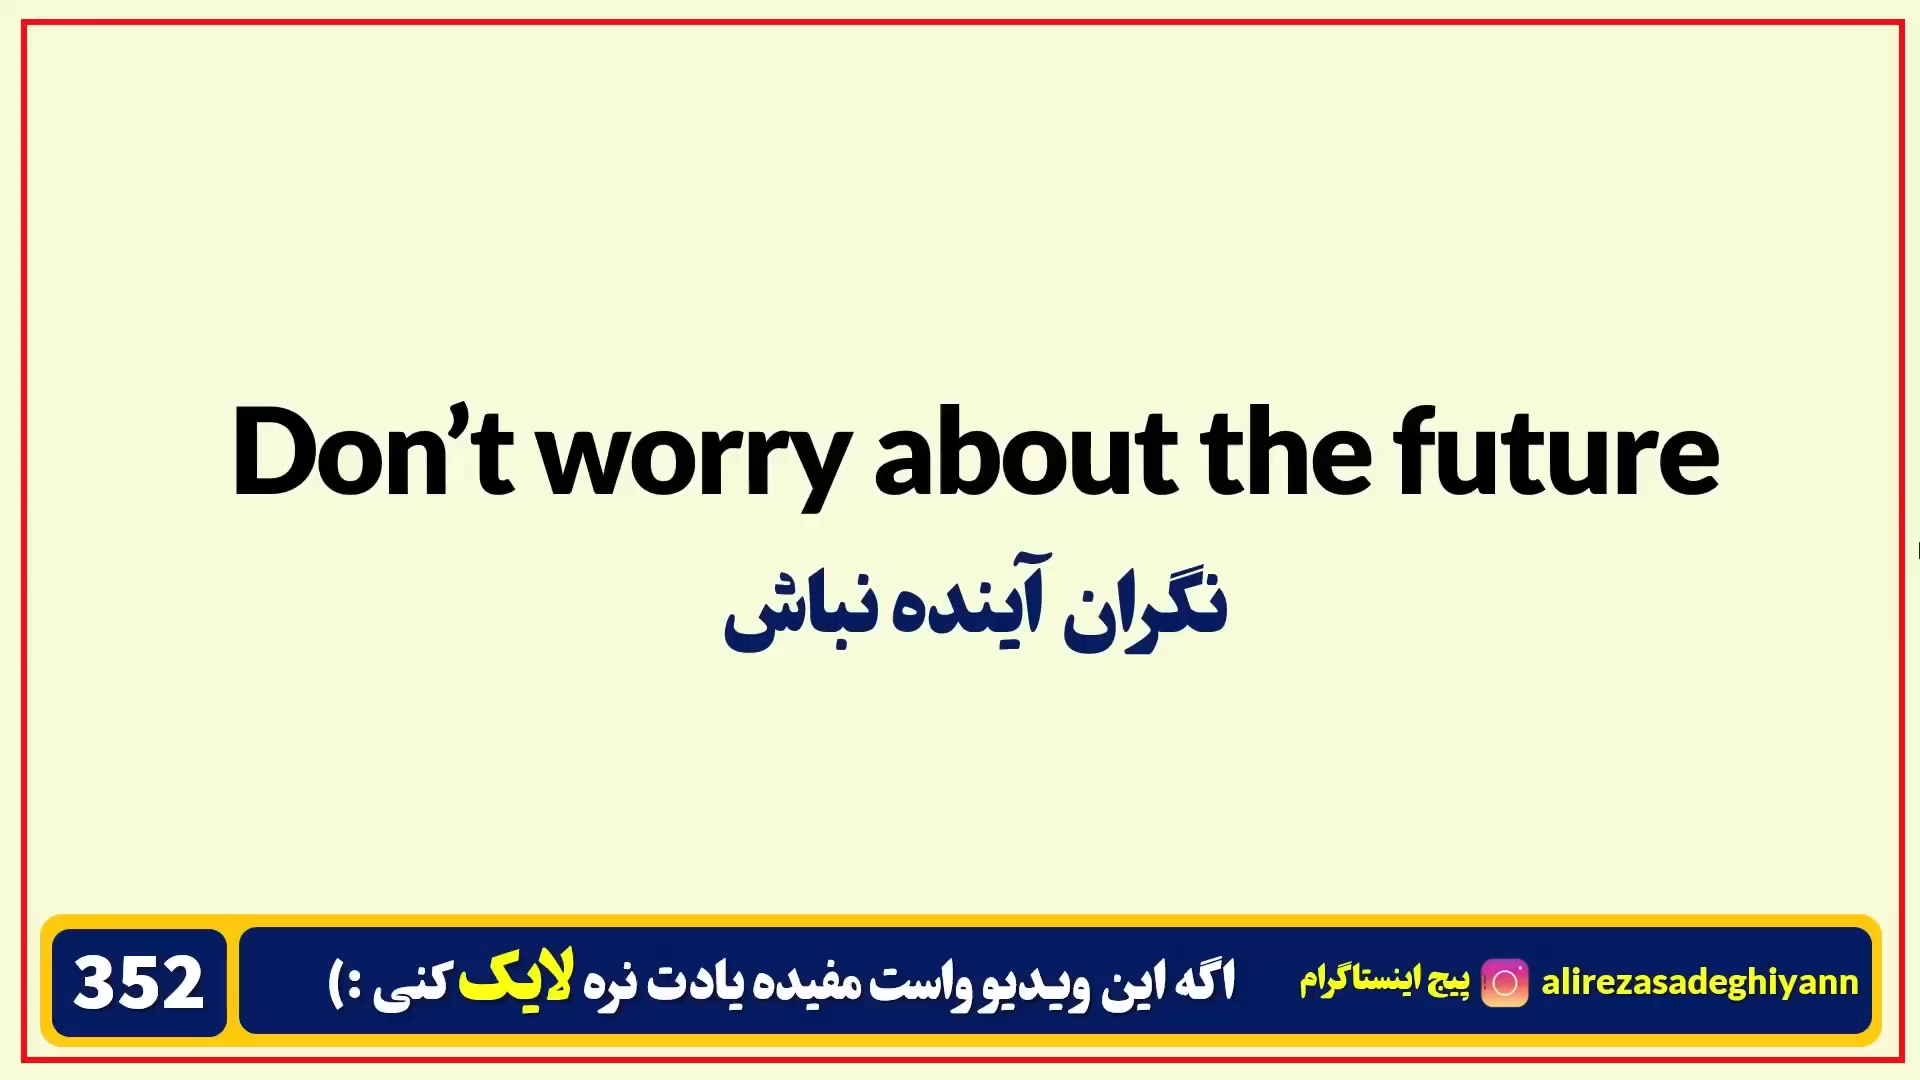 Don’t worry about the future
نگران آینده نباش
352
اگه این ویدیو واست مفیده یادت نره لایک کنی :)
پیج اینستاگرام
alirezasadeghiyann